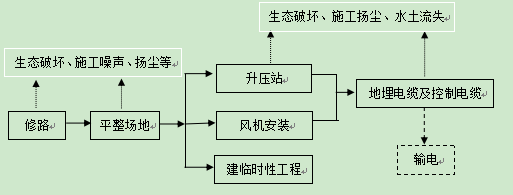 生态破坏、施工扬尘、水土流失
生态破坏、施工噪声、扬尘等
升压站
地埋电缆及控制电缆
修路
平整场地
风机安装
输电
建临时性工程